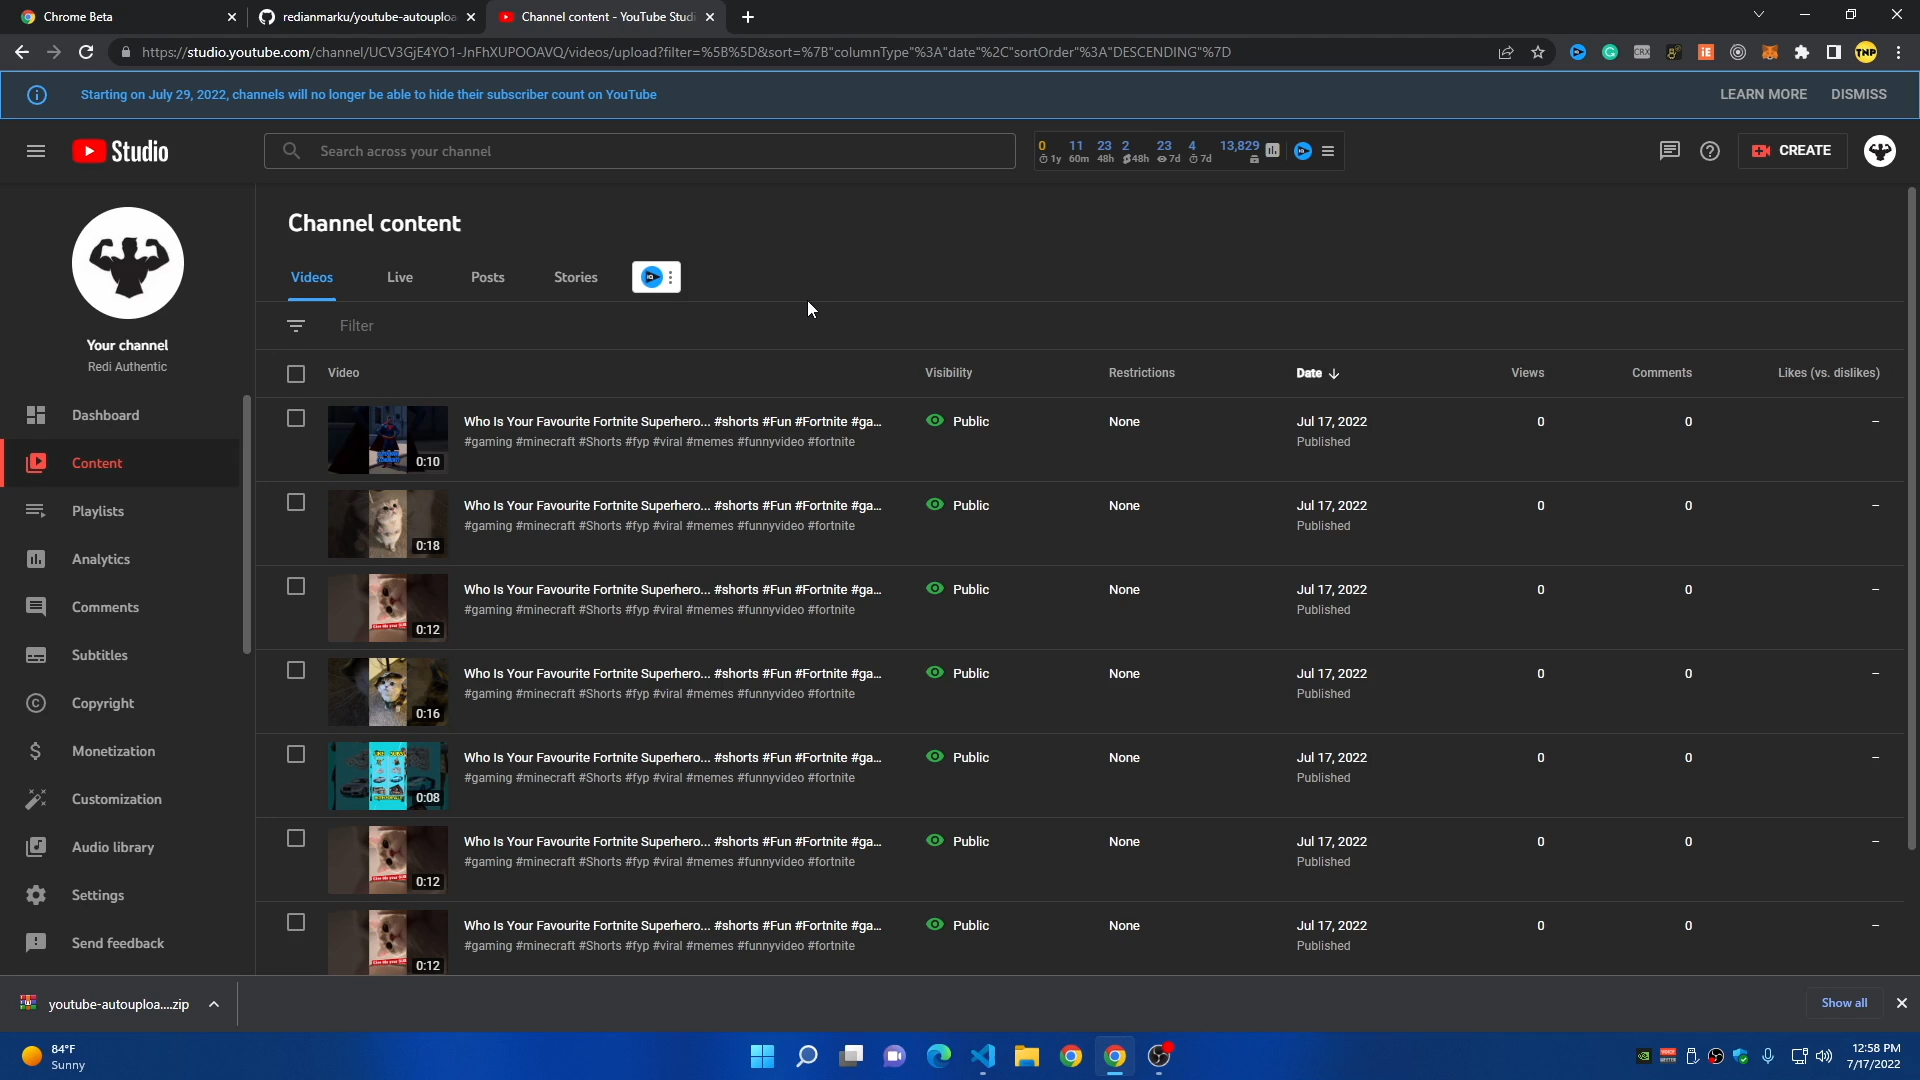 Chrome Beta
redianmarku/youtube-autouploa
Channel content - YouTube Studi
https://studio.youtube.com/channel/UCV3GjE4YO1-JnFhXUPOOAVQ/videos/upload?filter=%5B%5D&sort=%7B"columnType"%3A"date"%2C"sortOrder"%3A"DESCENDING"%7D
Starting on July 29, 2022, channels will no longer be able to hide their subscriber count on YouTube
LEARN MORE
DISMISS
Studio
Search across your channel
0 11 23 2 23 4 13,829
1y 60m 48h 48h 7d 7d
CREATE
Your channel
Redi Authentic
Dashboard
Content
Playlists
Analytics
Comments
Subtitles
Copyright
Monetization
Customization
Audio library
Settings
Send feedback
Channel content
Videos Live Posts Stories
Filter
Video Visibility Restrictions Date Views Comments Likes (vs. dislikes)
Who Is Your Favourite Fortnite Superhero... #shorts #Fun #Fortnite #ga... Public None Jul 17, 2022 0 0 –
#gaming #minecraft #Shorts #fyp #viral #memes #funnyvideo #fortnite Published
0:10
Who Is Your Favourite Fortnite Superhero... #shorts #Fun #Fortnite #ga... Public None Jul 17, 2022 0 0 –
#gaming #minecraft #Shorts #fyp #viral #memes #funnyvideo #fortnite Published
0:18
Who Is Your Favourite Fortnite Superhero... #shorts #Fun #Fortnite #ga... Public None Jul 17, 2022 0 0 –
#gaming #minecraft #Shorts #fyp #viral #memes #funnyvideo #fortnite Published
0:12
Who Is Your Favourite Fortnite Superhero... #shorts #Fun #Fortnite #ga... Public None Jul 17, 2022 0 0 –
#gaming #minecraft #Shorts #fyp #viral #memes #funnyvideo #fortnite Published
0:16
Who Is Your Favourite Fortnite Superhero... #shorts #Fun #Fortnite #ga... Public None Jul 17, 2022 0 0 –
#gaming #minecraft #Shorts #fyp #viral #memes #funnyvideo #fortnite Published
0:08
Who Is Your Favourite Fortnite Superhero... #shorts #Fun #Fortnite #ga... Public None Jul 17, 2022 0 0 –
#gaming #minecraft #Shorts #fyp #viral #memes #funnyvideo #fortnite Published
0:12
Who Is Your Favourite Fortnite Superhero... #shorts #Fun #Fortnite #ga... Public None Jul 17, 2022 0 0 –
#gaming #minecraft #Shorts #fyp #viral #memes #funnyvideo #fortnite Published
0:12
youtube-autouploa....zip
Show all
84°F
Sunny
12:58 PM
7/17/2022